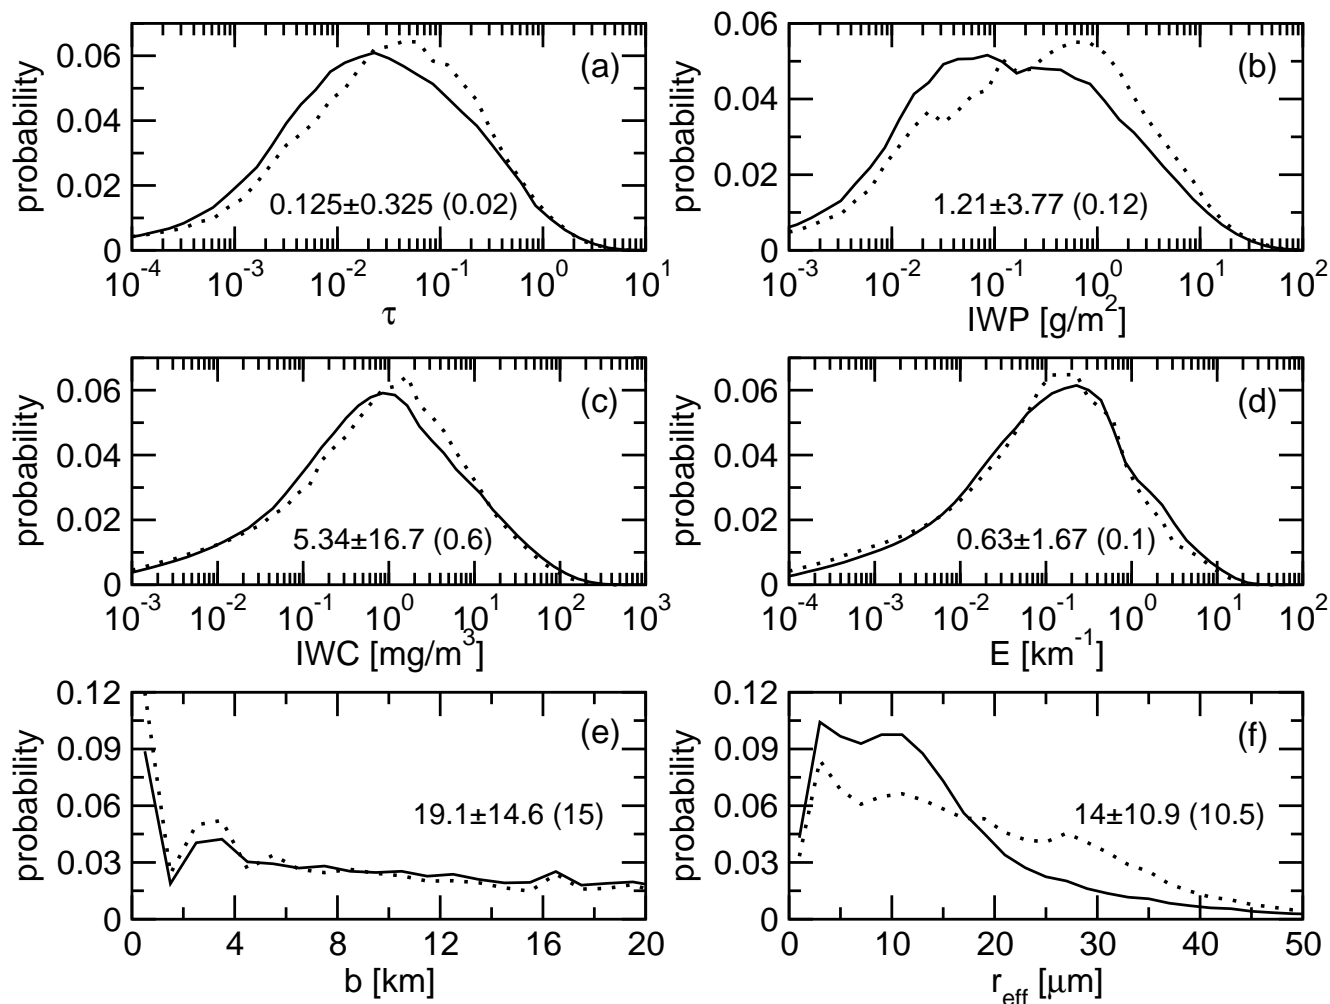 probability
0.06
0.04
0.02
0
(a)
0.125±0.325 (0.02)
10^-4 10^-3 10^-2 10^-1 10^0 10^1
τ
probability
0.06
0.04
0.02
0
(b)
1.21±3.77 (0.12)
10^-3 10^-2 10^-1 10^0 10^1 10^2
IWP [g/m^2]
probability
0.06
0.04
0.02
0
(c)
5.34±16.7 (0.6)
10^-3 10^-2 10^-1 10^0 10^1 10^2 10^3
IWC [mg/m^3]
probability
0.06
0.04
0.02
0
(d)
0.63±1.67 (0.1)
10^-4 10^-3 10^-2 10^-1 10^0 10^1 10^2
E [km^-1]
probability
0.12
0.09
0.06
0.03
0
(e)
19.1±14.6 (15)
0 4 8 12 16 20
b [km]
probability
0.12
0.09
0.06
0.03
0
(f)
14±10.9 (10.5)
0 10 20 30 40 50
r_eff [μm]